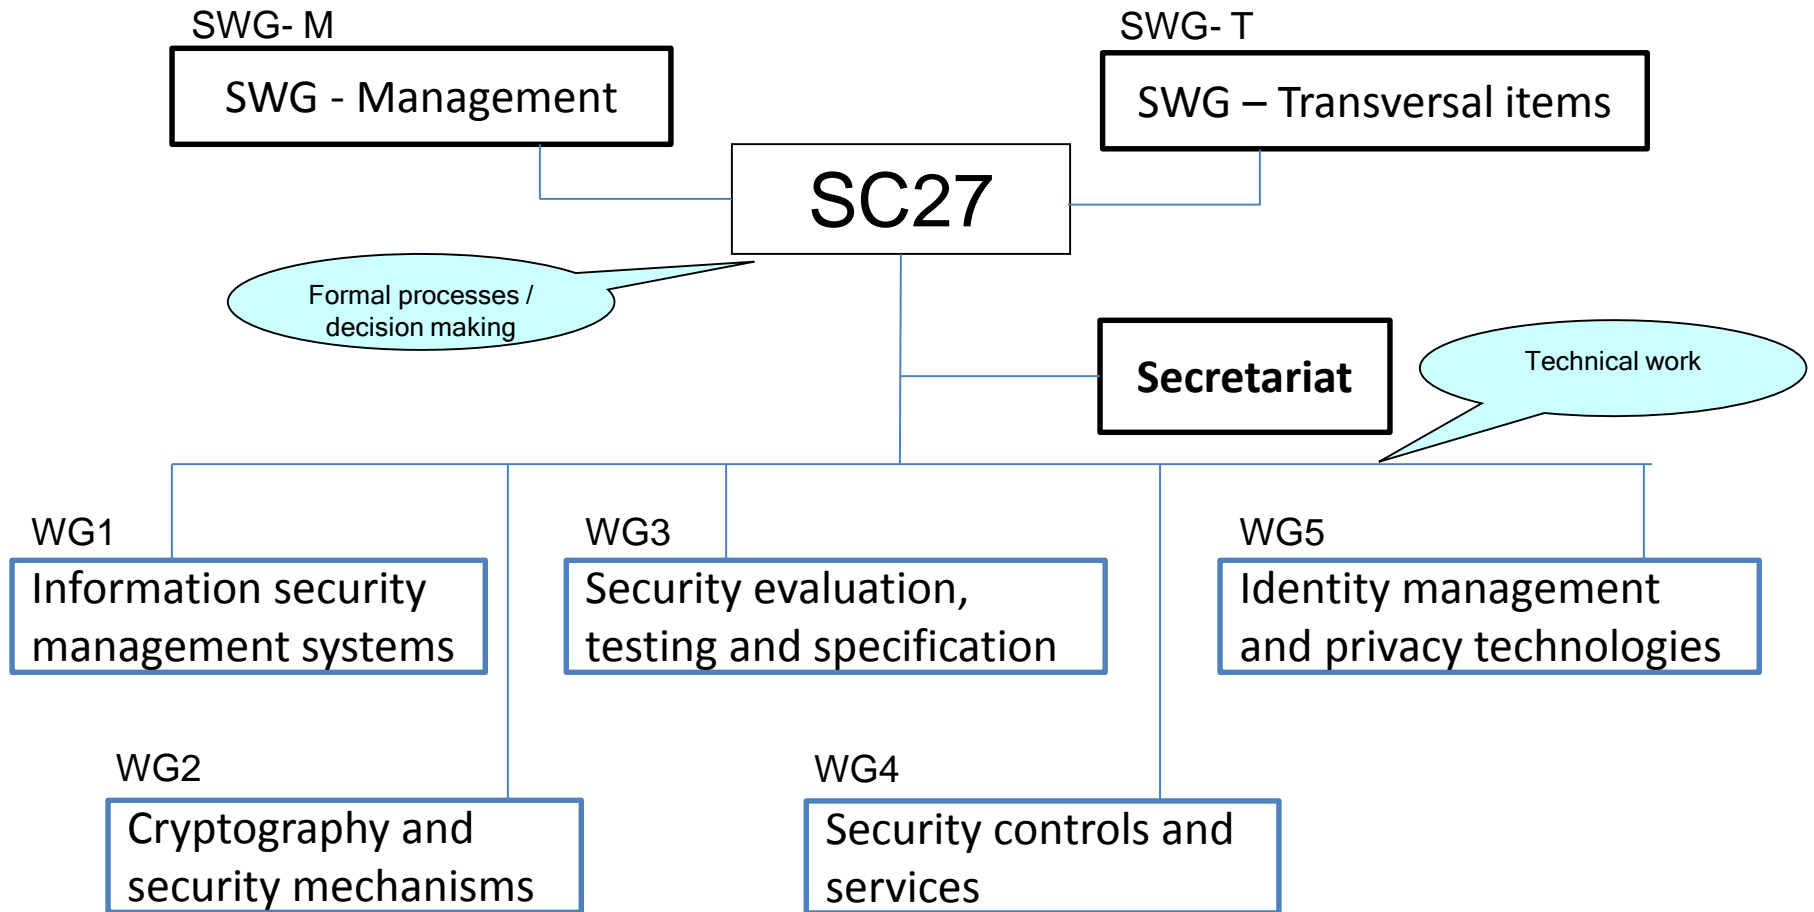 SWG- M
SWG - Management
SWG- T
SWG – Transversal items
SC27
Formal processes /
decision making
Secretariat
Technical work
WG1
Information security
management systems
WG3
Security evaluation,
testing and specification
WG5
Identity management
and privacy technologies
WG2
Cryptography and
security mechanisms
WG4
Security controls and
services